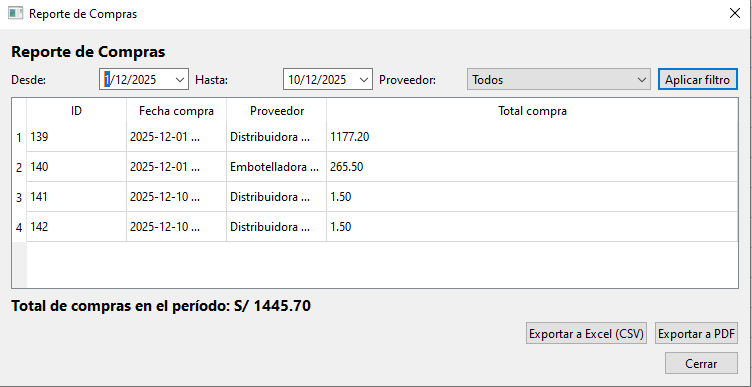 Reporte de Compras
Reporte de Compras
Desde: 1/12/2025 Hasta: 10/12/2025 Proveedor: Todos Aplicar filtro
ID Fecha compra Proveedor Total compra
1 139 2025-12-01 ... Distribuidora ... 1177.20
2 140 2025-12-01 ... Embotelladora ... 265.50
3 141 2025-12-10 ... Distribuidora ... 1.50
4 142 2025-12-10 ... Distribuidora ... 1.50
Total de compras en el período: S/ 1445.70
Exportar a Excel (CSV) Exportar a PDF
Cerrar